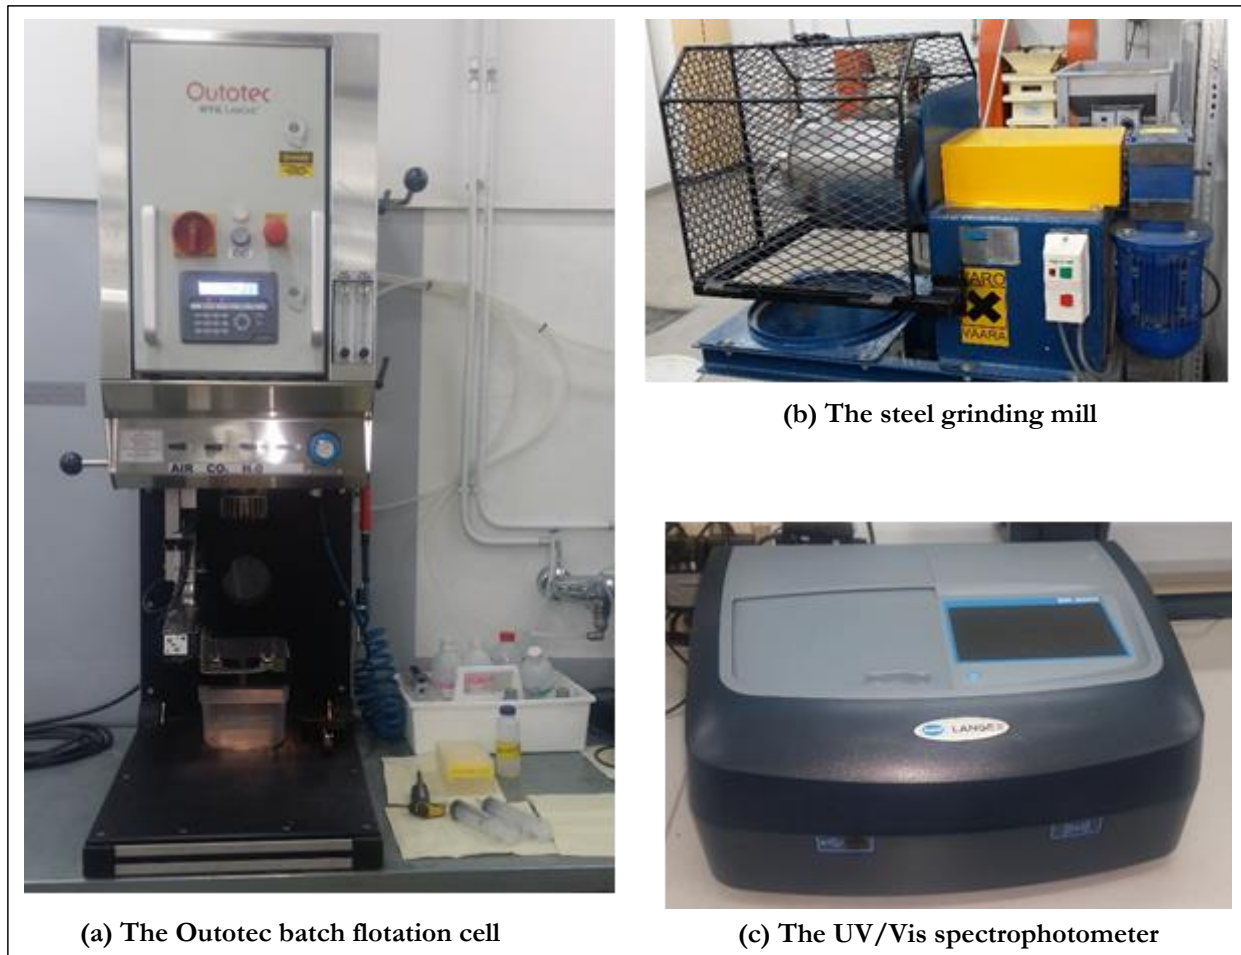 Outotec
AIR CO₂ H₂O
(a) The Outotec batch flotation cell
VARO
VAARA
(b) The steel grinding mill
LANGE
(c) The UV/Vis spectrophotometer